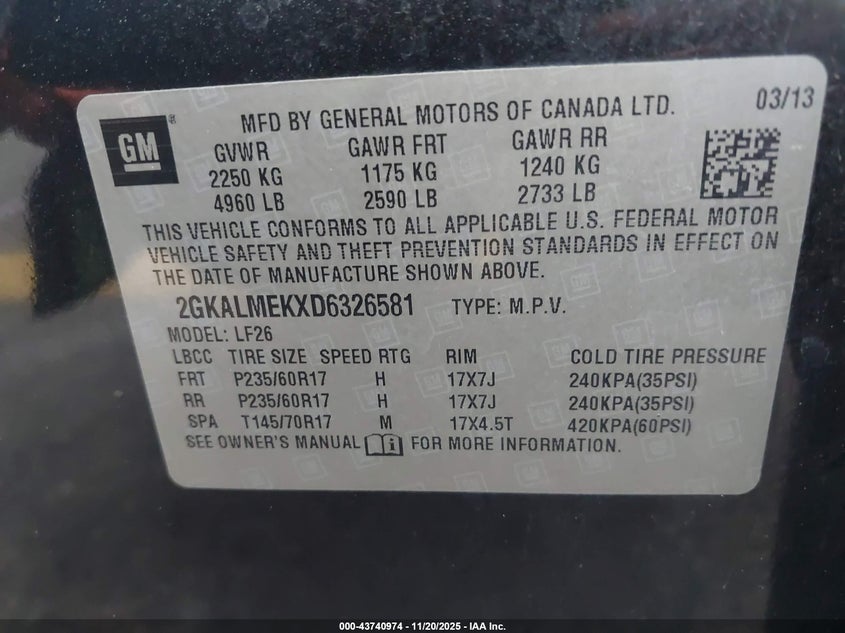 GM
®
MFD BY GENERAL MOTORS OF CANADA LTD. 03/13
GVWR GAWR FRT GAWR RR
2250 KG 1175 KG 1240 KG
4960 LB 2590 LB 2733 LB
THIS VEHICLE CONFORMS TO ALL APPLICABLE U.S. FEDERAL MOTOR
VEHICLE SAFETY AND THEFT PREVENTION STANDARDS IN EFFECT ON
THE DATE OF MANUFACTURE SHOWN ABOVE.
2GKALMEKXD6326581 TYPE: M.P.V.
MODEL: LF26
LBCC TIRE SIZE SPEED RTG RIM COLD TIRE PRESSURE
FRT P235/60R17 H 17X7J 240KPA(35PSI)
RR P235/60R17 H 17X7J 240KPA(35PSI)
SPA T145/70R17 M 17X4.5T 420KPA(60PSI)
SEE OWNER'S MANUAL i FOR MORE INFORMATION.
000-43740974 - 11/20/2025 - IAA Inc.